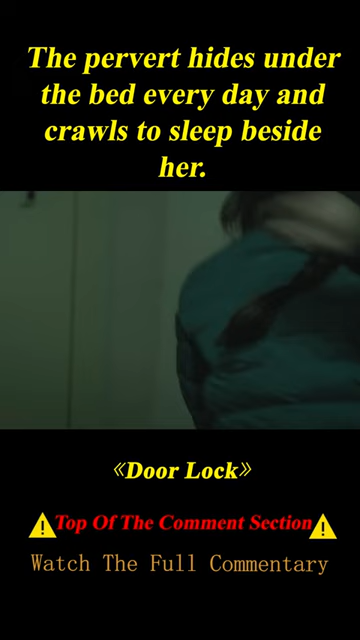 The pervert hides under
the bed every day and
crawls to sleep beside
her.
《Door Lock》
Top Of The Comment Section
Watch The Full Commentary